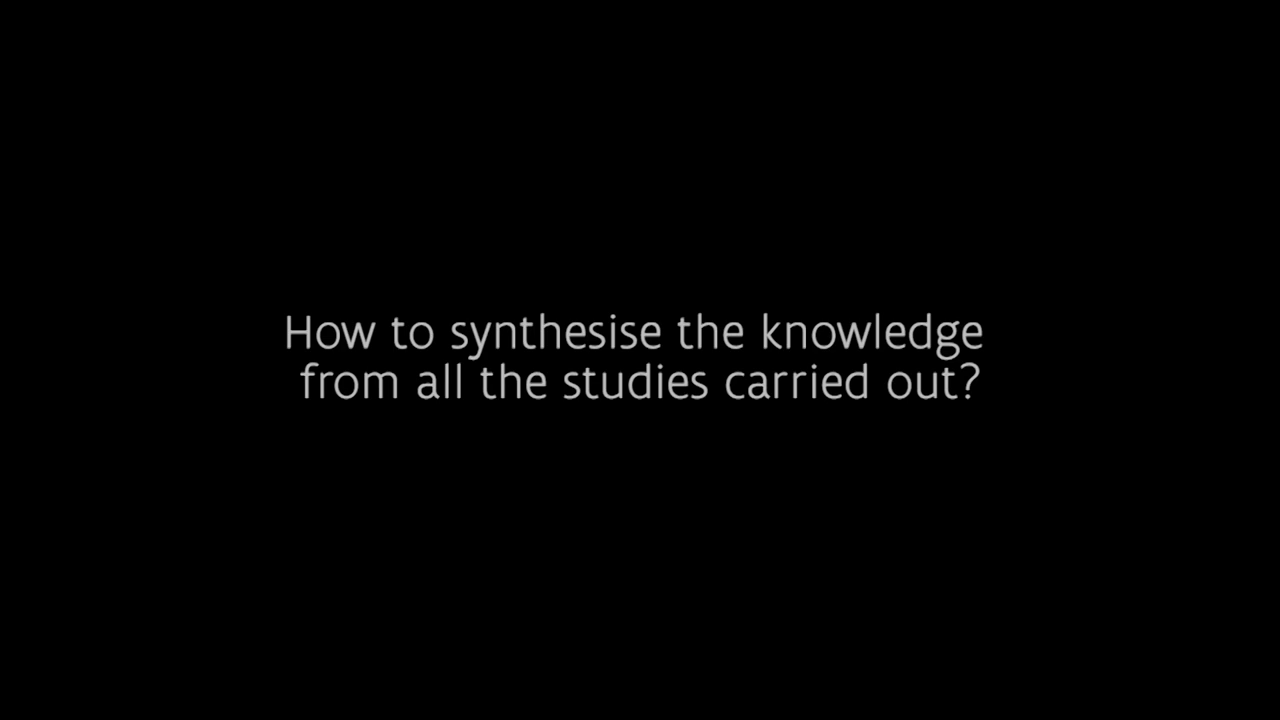 How to synthesise the knowledge
from all the studies carried out?